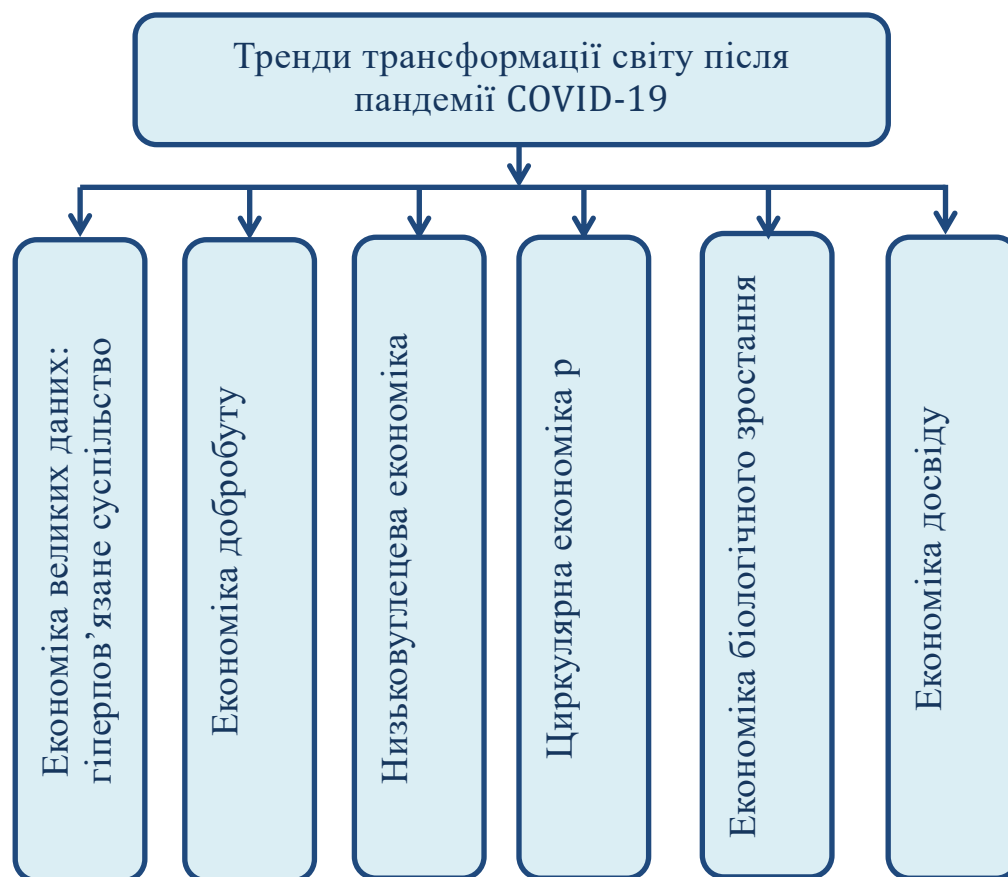 Тренди трансформації світу після
пандемії COVID-19
Економіка великих даних:
гіперпов’язане суспільство
Економіка добробуту
Низьковуглецева економіка
Циркулярна економіка р
Економіка біологічного зростання
Економіка досвіду